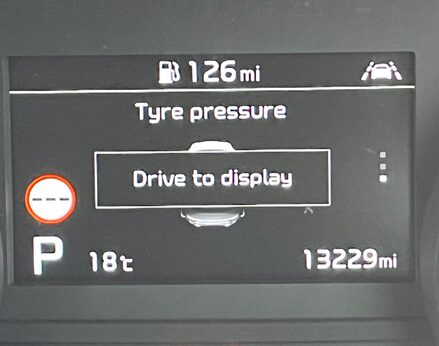 126mi
Tyre pressure
Drive to display
---
P 18℃ 13229mi